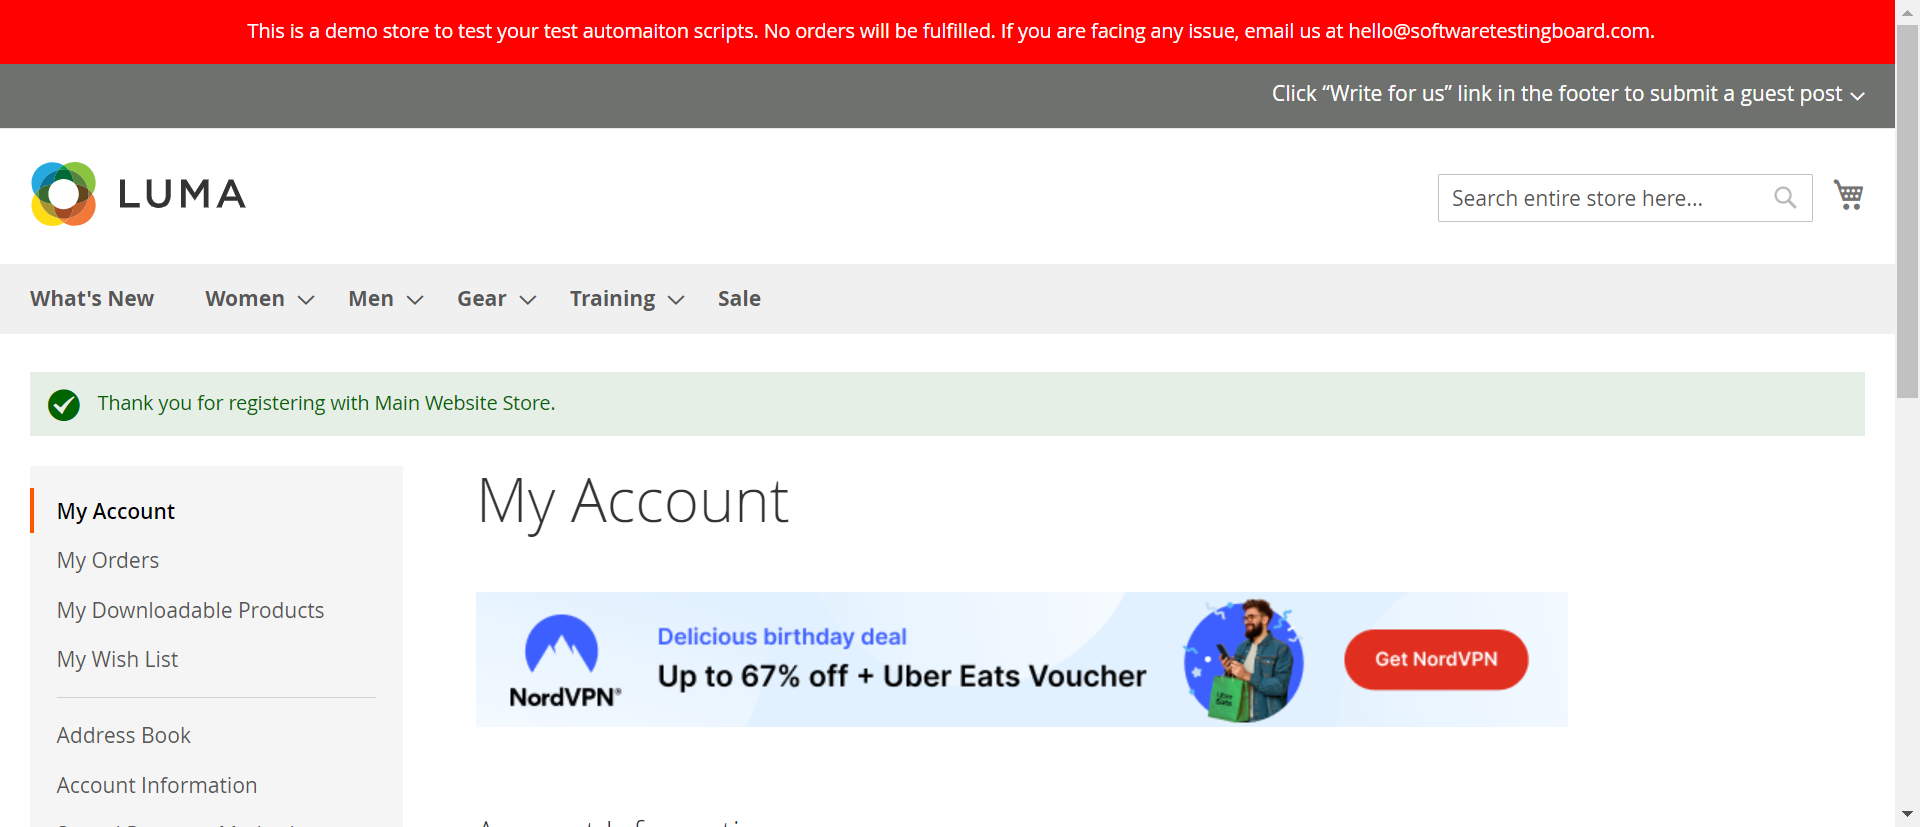 This is a demo store to test your test automaiton scripts. No orders will be fulfilled. If you are facing any issue, email us at hello@softwaretestingboard.com.
Click “Write for us” link in the footer to submit a guest post
LUMA
Search entire store here...
What's New Women Men Gear Training Sale
Thank you for registering with Main Website Store.
My Account
My Orders
My Downloadable Products
My Wish List
Address Book
Account Information
My Account
NordVPN®
Delicious birthday deal
Up to 67% off + Uber Eats Voucher
Uber
Eats
Get NordVPN